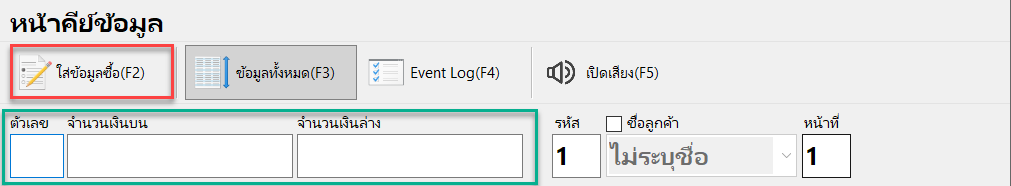 หน้าคีย์ข้อมูล
ใส่ข้อมูลซื้อ(F2) ข้อมูลทั้งหมด(F3) Event Log(F4) เปิดเสียง(F5)
ตัวเลข จำนวนเงินบน จำนวนเงินล่าง รหัส ชื่อลูกค้า หน้าที่
1 ไม่ระบุชื่อ 1